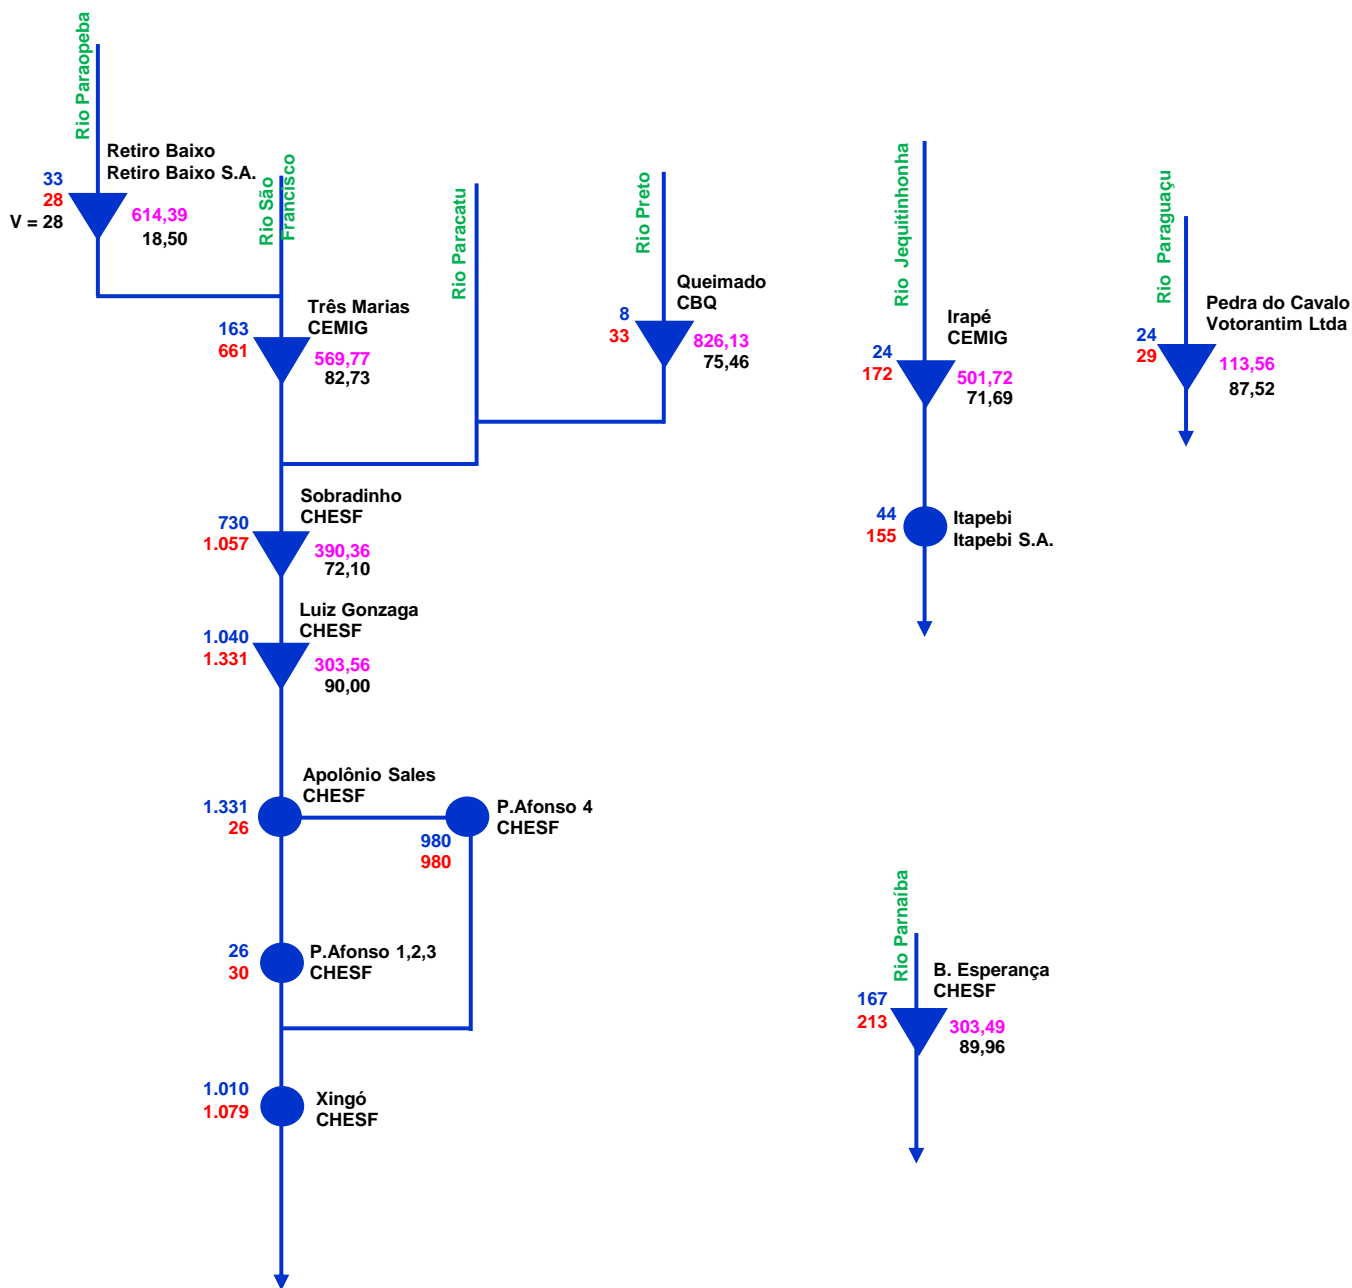 Rio Paraopeba
Retiro Baixo
Retiro Baixo S.A.
33
28
V = 28
614,39
18,50
Rio São
Francisco
Três Marias
CEMIG
163
661
569,77
82,73
Rio Paracatu
Rio Preto
Queimado
CBQ
8
33
826,13
75,46
Sobradinho
CHESF
730
1.057
390,36
72,10
Luiz Gonzaga
CHESF
1.040
1.331
303,56
90,00
Apolônio Sales
CHESF
1.331
26
P.Afonso 4
CHESF
980
980
P.Afonso 1,2,3
CHESF
26
30
Xingó
CHESF
1.010
1.079
Rio Jequitinhonha
Irapé
CEMIG
24
172
501,72
71,69
Itapebi
Itapebi S.A.
44
155
Rio Paraguaçu
Pedra do Cavalo
Votorantim Ltda
24
29
113,56
87,52
Rio Parnaíba
B. Esperança
CHESF
167
213
303,49
89,96